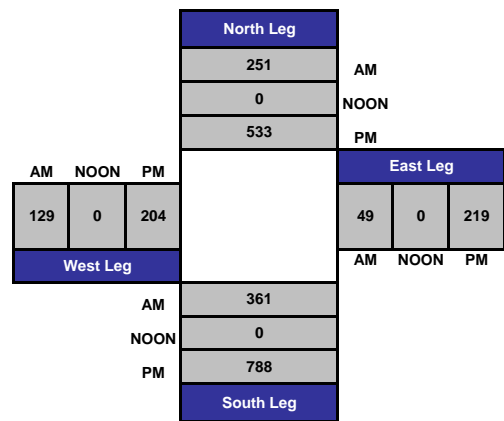 North Leg
251 AM
0 NOON
533 PM
AM NOON PM
East Leg
129 0 204
49 0 219
West Leg
AM NOON PM
AM 361
NOON 0
PM 788
South Leg